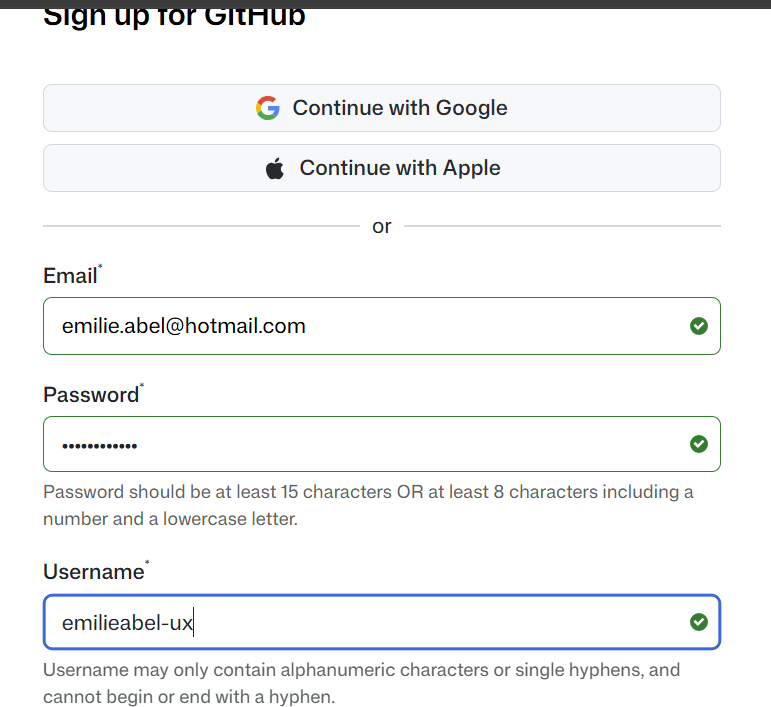 Sign up for GitHub
Continue with Google
Continue with Apple
or
Email*
emilie.abel@hotmail.com
Password*
••••••••••••
Password should be at least 15 characters OR at least 8 characters including a
number and a lowercase letter.
Username*
emilieabel-ux
Username may only contain alphanumeric characters or single hyphens, and
cannot begin or end with a hyphen.